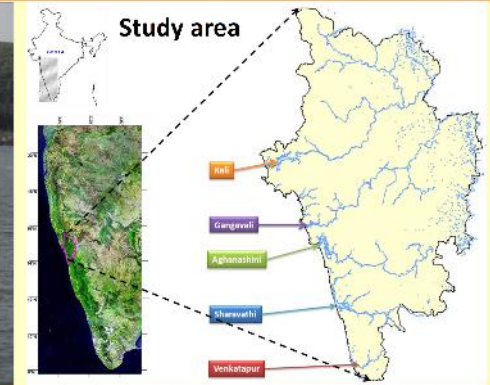 Study area
Kali
Gangavali
Aghanashini
Sharavathi
Venkatapur